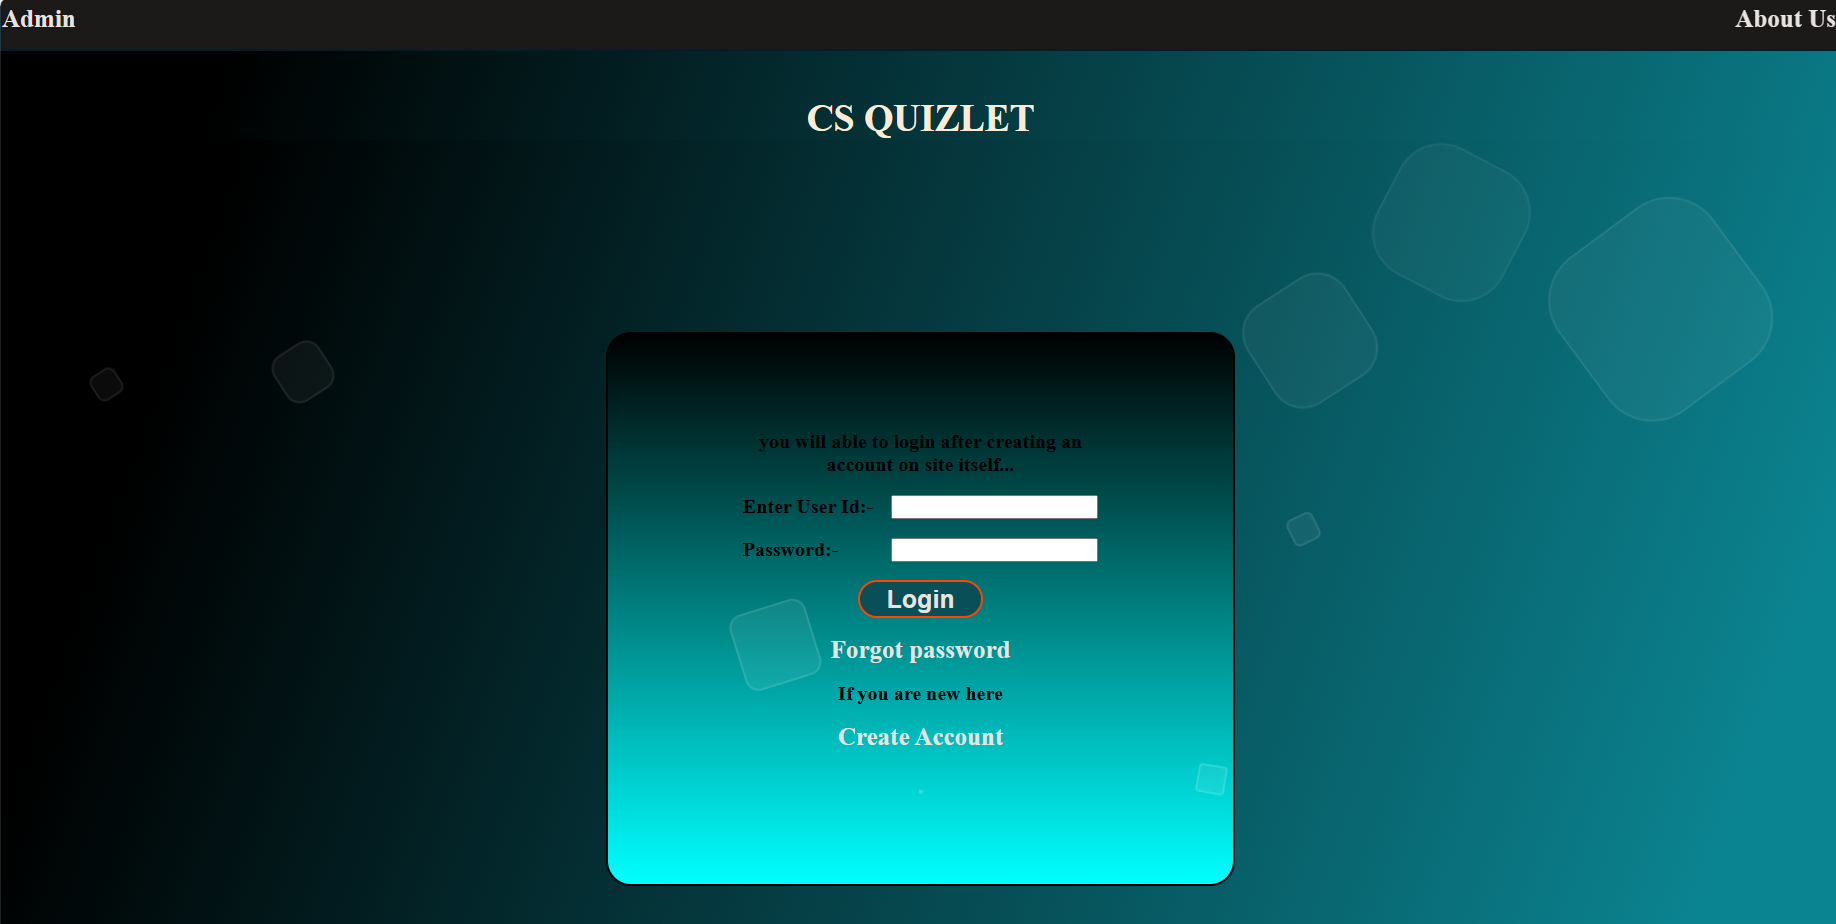 Admin
About Us
CS QUIZLET
you will able to login after creating an
account on site itself...
Enter User Id:-
Password:-
Login
Forgot password
If you are new here
Create Account